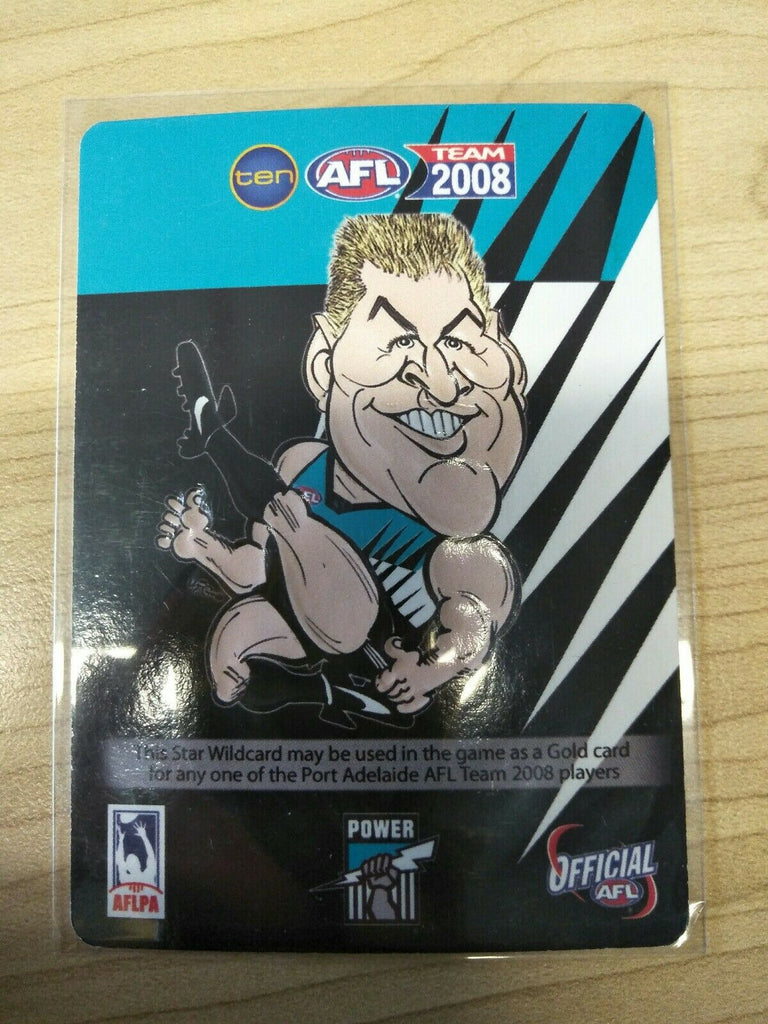 ten AFL TEAM
2008
AFL
This Star Wildcard may be used in the game as a Gold card
for any one of the Port Adelaide AFL Team 2008 players
POWER
AFLPA
OFFICIAL
AFL